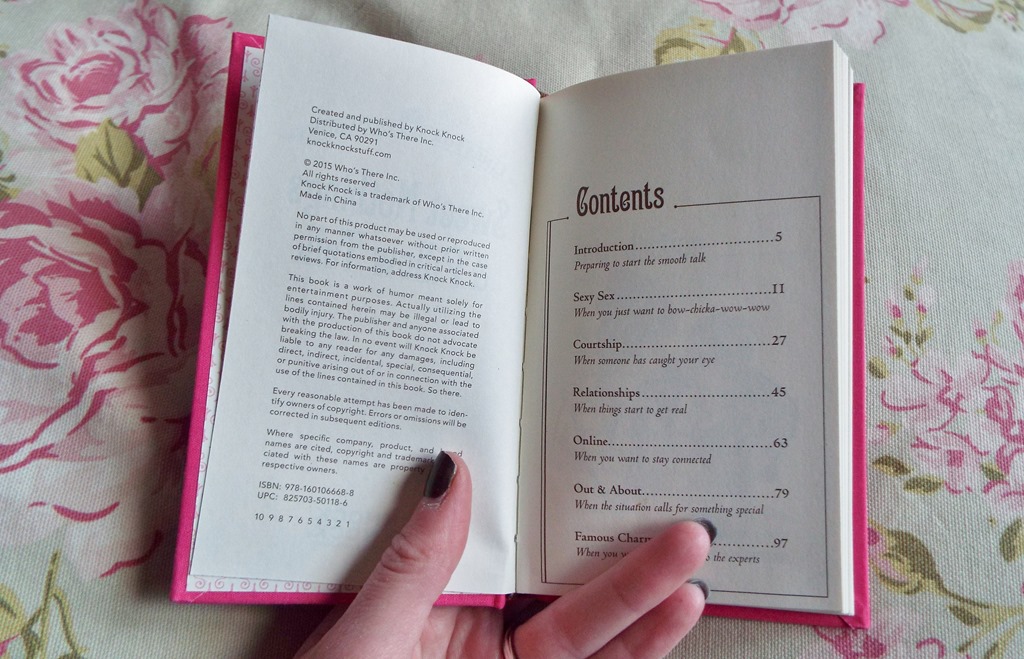 Created and published by Knock Knock
Distributed by Who's There Inc.
Venice, CA 90291
knockknockstuff.com
© 2015 Who's There Inc.
All rights reserved
Knock Knock is a trademark of Who's There Inc.
Made in China
No part of this product may be used or reproduced
in any manner whatsoever without prior written
permission from the publisher, except in the case
of brief quotations embodied in critical articles and
reviews. For information, address Knock Knock.
This book is a work of humor meant solely for
entertainment purposes. Actually utilizing the
lines contained herein may be illegal or lead to
bodily injury. The publisher and anyone associated
with the production of this book do not advocate
breaking the law. In no event will Knock Knock be
liable to any reader for any damages, including
direct, indirect, incidental, special, consequential,
or punitive arising out of or in connection with the
use of the lines contained in this book. So there.
Every reasonable attempt has been made to iden-
tify owners of copyright. Errors or omissions will be
corrected in subsequent editions.
Where specific company, product, and
names are cited, copyright and trademark
ciated with these names are property
respective owners.
ISBN: 978-160106668-8
UPC: 825703-50118-6
10 9 8 7 6 5 4 3 2 1
Contents
Introduction 5
Preparing to start the smooth talk
Sexy Sex 11
When you just want to bow-chicka-wow-wow
Courtship 27
When someone has caught your eye
Relationships 45
When things start to get real
Online 63
When you want to stay connected
Out & About 79
When the situation calls for something special
Famous 97
When you the experts